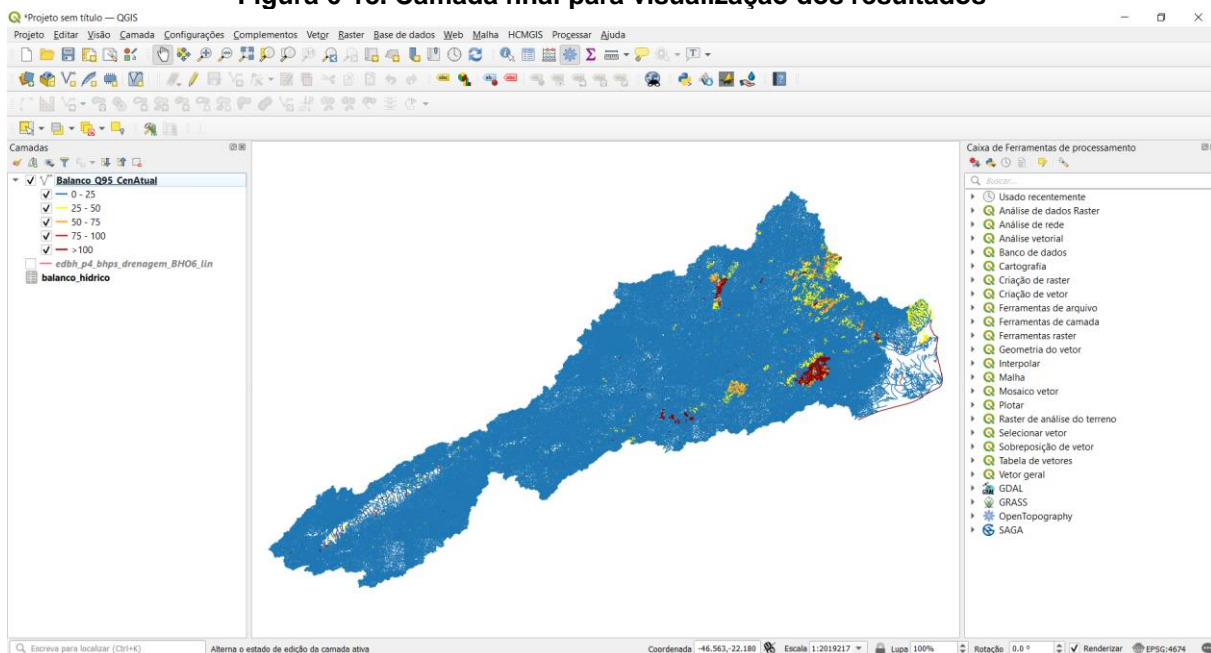 Figura 6-18. Camada final para visualização dos resultados
*Projeto sem título — QGIS
Projeto Editar Visão Camada Configurações Complementos Vetor Raster Base de dados Web Malha HCMGIS Processar Ajuda
Camadas
Balanco_Q95_CenAtual
0 - 25
25 - 50
50 - 75
75 - 100
>100
edbh_p4_bhps_drenagem_BHO6_lin
balanco_hidrico
Caixa de Ferramentas de processamento
Buscar...
Usado recentemente
Análise de dados Raster
Análise de rede
Análise vetorial
Banco de dados
Cartografia
Criação de raster
Criação de vetor
Ferramentas de arquivo
Ferramentas de camada
Ferramentas raster
Geometria do vetor
Interpolar
Malha
Mosaico vetor
Plotar
Raster de análise do terreno
Selecionar vetor
Sobreposição de vetor
Tabela de vetores
Vetor geral
GDAL
GRASS
OpenTopography
SAGA
Escreva para localizar (Ctrl+K) Alterna o estado de edição da camada ativa Coordenada -46.563,-22.180 Escala 1:2019217 Lupa 100% Rotação 0.0 ° Renderizar EPSG:4674